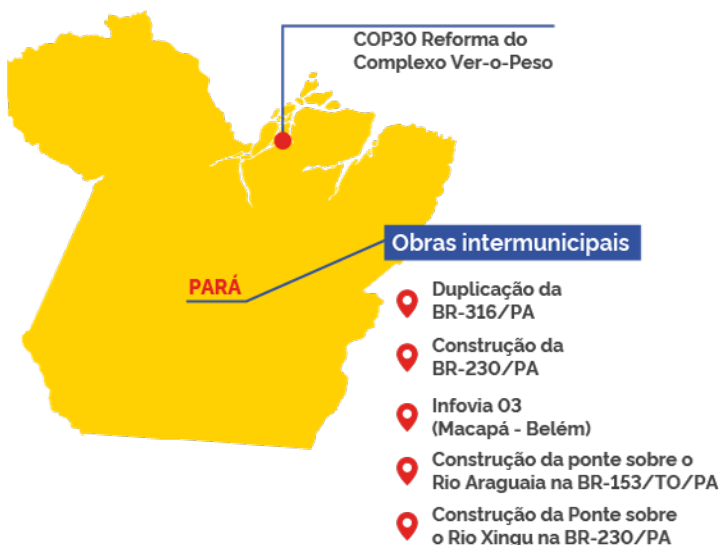 COP30 Reforma do
Complexo Ver-o-Peso
Obras intermunicipais
PARÁ
Duplicação da
BR-316/PA
Construção da
BR-230/PA
Infovia 03
(Macapá - Belém)
Construção da ponte sobre o
Rio Araguaia na BR-153/TO/PA
Construção da Ponte sobre
o Rio Xingu na BR-230/PA